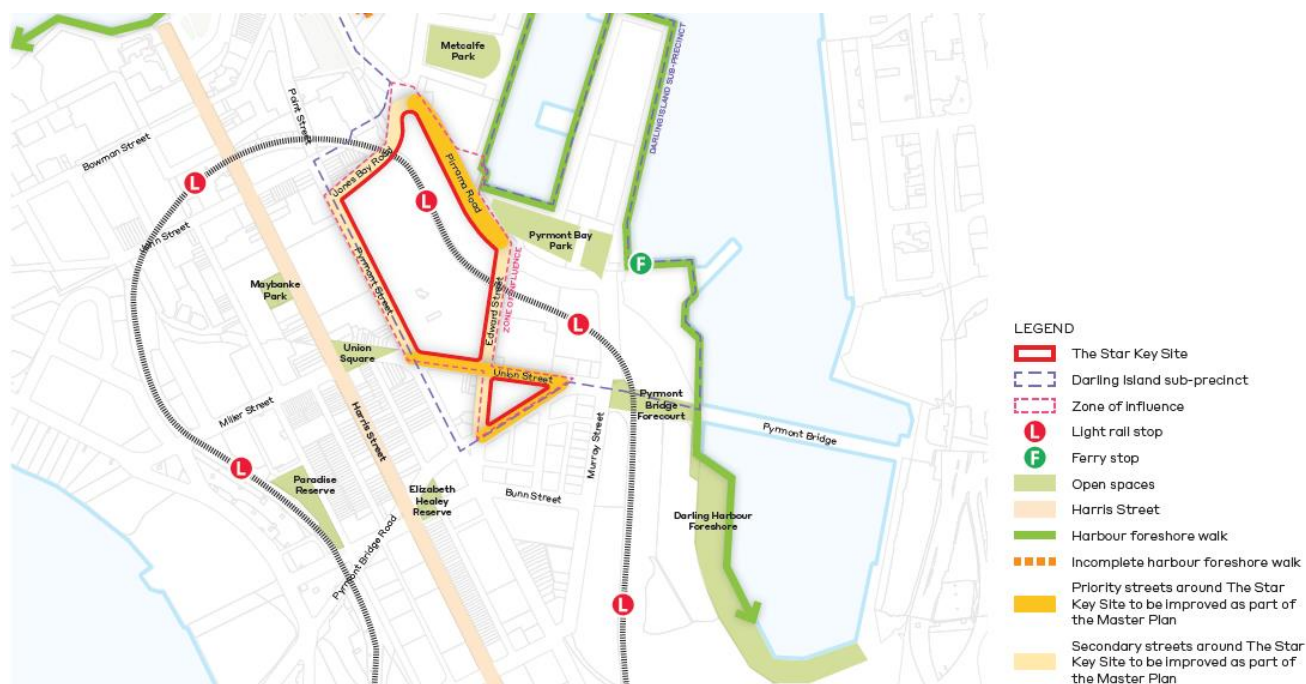 Metcalfe
Park
DARLING ISLAND SUB-PRECINCT
Point Street
Bowman Street
L
Jones Bay Road
Pirrama Road
L
Pyrmont Bay
Park
F
ZONE OF INFLUENCE
Edward Street
Pyrmont Street
Maybanke
Park
L
Union
Square
Union Street
Miller Street
Harris Street
Pyrmont
Bridge
Forecourt
Pyrmont Bridge
Murray Street
L
Paradise
Reserve
Elizabeth
Healey
Reserve
Bunn Street
Pyrmont Bridge Road
Darling Harbour
Foreshore
L
LEGEND
The Star Key Site
Darling Island sub-precinct
Zone of influence
L
Light rail stop
F
Ferry stop
Open spaces
Harris Street
Harbour foreshore walk
Incomplete harbour foreshore walk
Priority streets around The Star
Key Site to be improved as part of
the Master Plan
Secondary streets around The Star
Key Site to be improved as part of
the Master Plan